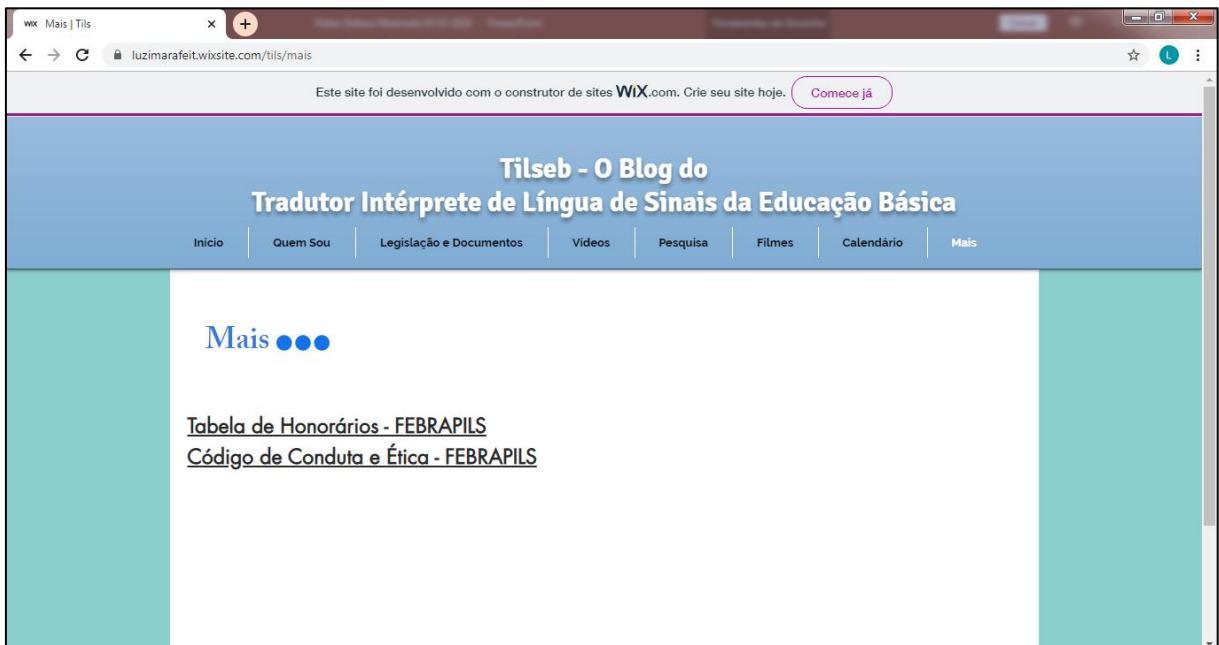 WiX Mais | Tils
luzimarafeit.wixsite.com/tils/mais
L
Este site foi desenvolvido com o construtor de sites WiX.com. Crie seu site hoje. Comece já
Tilseb - O Blog do
Tradutor Intérprete de Língua de Sinais da Educação Básica
Início Quem Sou Legislação e Documentos Vídeos Pesquisa Filmes Calendário Mais
Mais
Tabela de Honorários - FEBRAPILS
Código de Conduta e Ética - FEBRAPILS